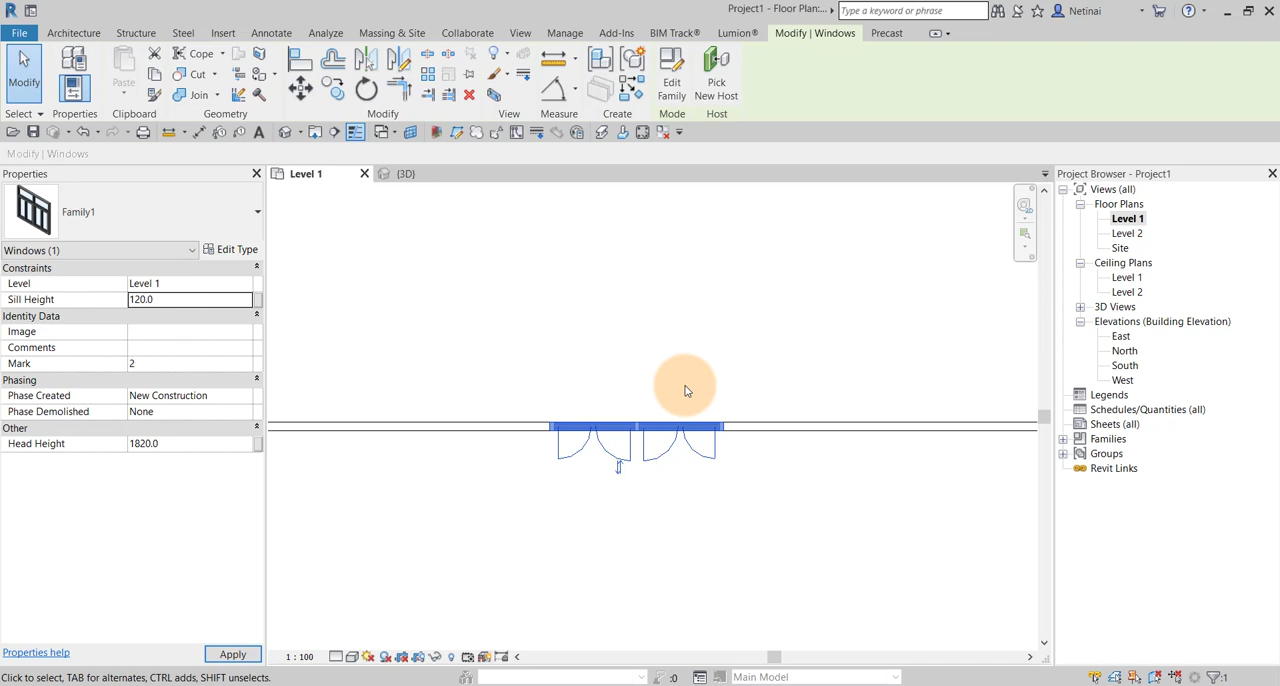 Project1 - Floor Plan:...
Type a keyword or phrase
Netinai
File Architecture Structure Steel Insert Annotate Analyze Massing & Site Collaborate View Manage Add-Ins BIM Track® Lumion® Modify | Windows Precast
Modify
Paste
Cope
Cut
Join
Edit Family
Pick New Host
Select Properties Clipboard Geometry Modify View Measure Create Mode Host
Modify | Windows
Properties
Family1
Windows (1)
Edit Type
Constraints
Level Level 1
Sill Height 120.0
Identity Data
Image
Comments
Mark 2
Phasing
Phase Created New Construction
Phase Demolished None
Other
Head Height 1820.0
Properties help
Apply
Level 1
{3D}
1 : 100
Project Browser - Project1
Views (all)
Floor Plans
Level 1
Level 2
Site
Ceiling Plans
Level 1
Level 2
3D Views
Elevations (Building Elevation)
East
North
South
West
Legends
Schedules/Quantities (all)
Sheets (all)
Families
Groups
Revit Links
Click to select, TAB for alternates, CTRL adds, SHIFT unselects.
:0
Main Model
:1